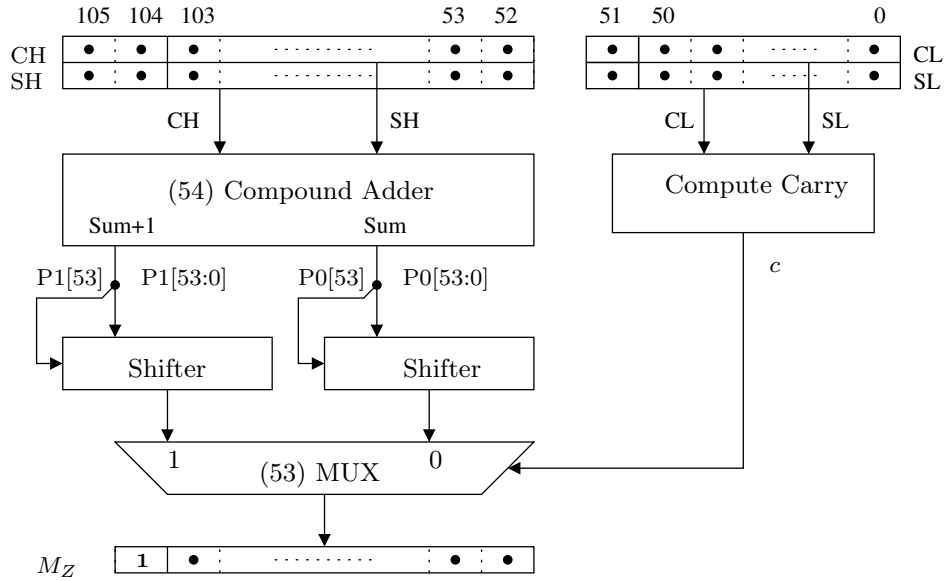 105 104 103 53 52 51 50 0
CH CL
SH SL
CH SH CL SL
(54) Compound Adder Compute Carry
Sum+1 Sum
P1[53] P1[53:0] P0[53] P0[53:0] c
Shifter Shifter
1 0
(53) MUX
M_Z 1